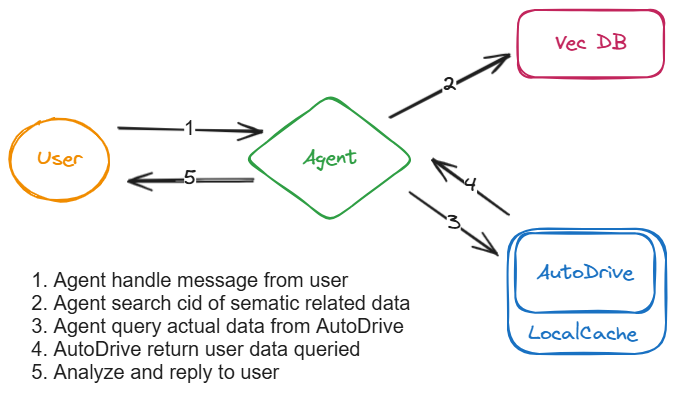 Vec DB
2
1
User
Agent
5
4
3
AutoDrive
LocalCache
1. Agent handle message from user
2. Agent search cid of sematic related data
3. Agent query actual data from AutoDrive
4. AutoDrive return user data queried
5. Analyze and reply to user